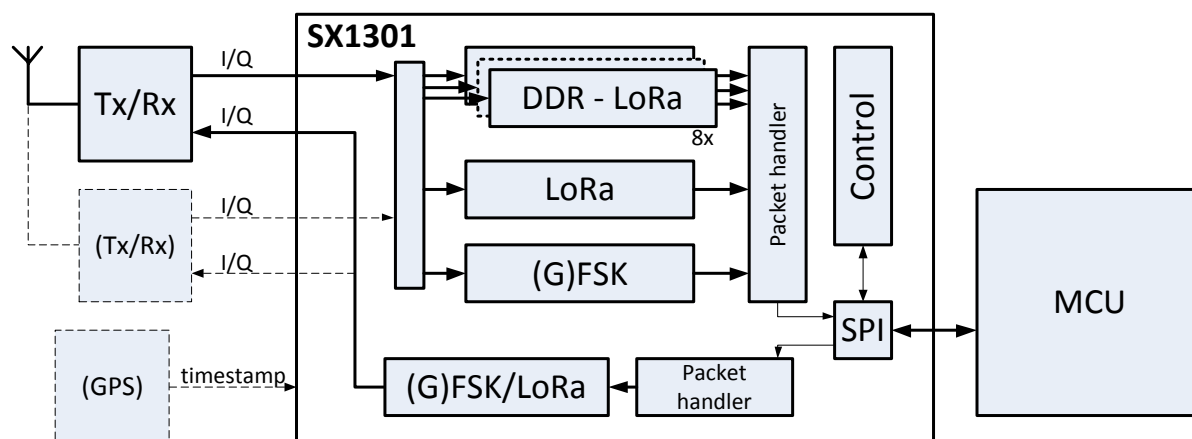 SX1301
I/Q
Tx/Rx
I/Q
DDR - LoRa
8x
LoRa
(G)FSK
Packet handler
Control
I/Q
(Tx/Rx)
I/Q
MCU
SPI
(GPS)
timestamp
(G)FSK/LoRa
Packet
handler